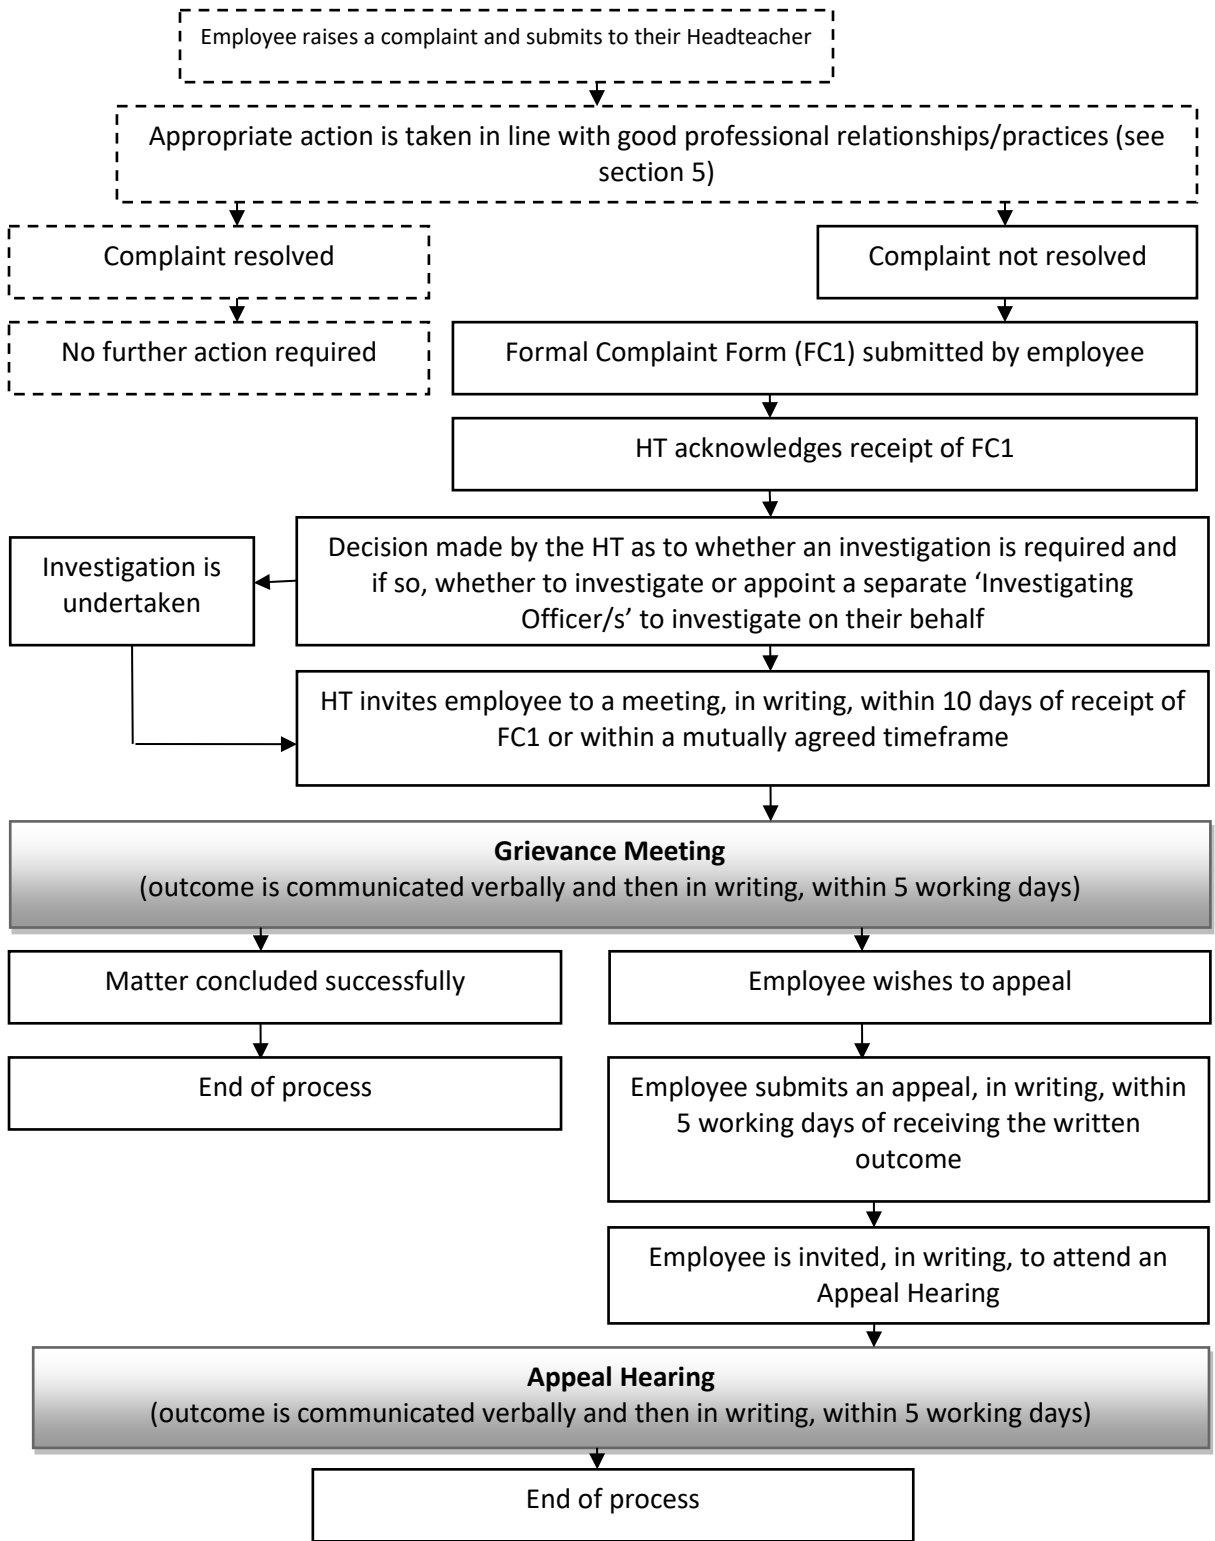 Employee raises a complaint and submits to their Headteacher
Appropriate action is taken in line with good professional relationships/practices (see
section 5)
Complaint resolved
Complaint not resolved
No further action required
Formal Complaint Form (FC1) submitted by employee
HT acknowledges receipt of FC1
Investigation is
undertaken
Decision made by the HT as to whether an investigation is required and
if so, whether to investigate or appoint a separate ‘Investigating
Officer/s’ to investigate on their behalf
HT invites employee to a meeting, in writing, within 10 days of receipt of
FC1 or within a mutually agreed timeframe
Grievance Meeting
(outcome is communicated verbally and then in writing, within 5 working days)
Matter concluded successfully
Employee wishes to appeal
End of process
Employee submits an appeal, in writing, within
5 working days of receiving the written
outcome
Employee is invited, in writing, to attend an
Appeal Hearing
Appeal Hearing
(outcome is communicated verbally and then in writing, within 5 working days)
End of process